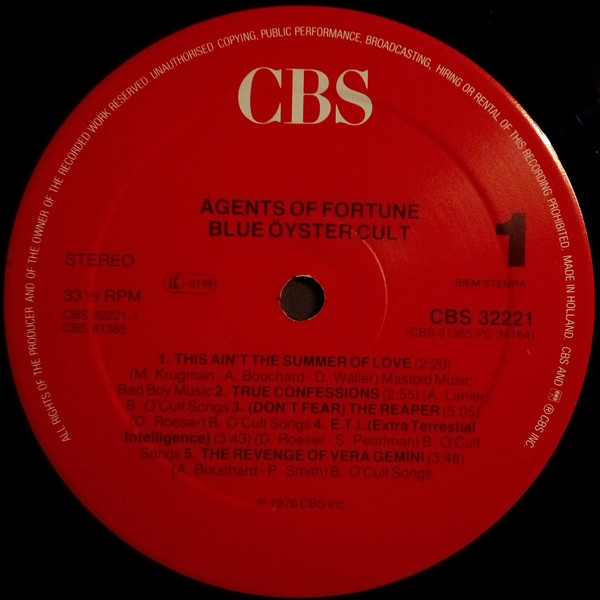 ALL RIGHTS OF THE PRODUCER AND OF THE OWNER OF THE RECORDED WORK RESERVED. UNAUTHORISED COPYING, PUBLIC PERFORMANCE, BROADCASTING, HIRING OR RENTAL OF THIS RECORDING PROHIBITED. MADE IN HOLLAND. CBS AND ℗ CBS INC.
CBS
AGENTS OF FORTUNE
BLUE ÖYSTER CULT
1
STEREO
BIEM STEMRA
33⅓ RPM
CBS 32221-1
CBS 81385
CBS 32221
(CBS 81385-PC 34164)
1. THIS AIN'T THE SUMMER OF LOVE (2:20)
(M. Krugman - A. Bouchard - D. Waller) Mastoid Music
Bad Boy Music 2. TRUE CONFESSIONS (2:55) (A. Lanier)
B. O'Cult Songs 3. (DON'T FEAR) THE REAPER (5:05)
(D. Roeser) B. O'Cult Songs 4. E.T.I. (Extra Terrestial
Intelligence) (3:43) (D. Roeser - S. Pearlman) B. O'Cult
Songs 5. THE REVENGE OF VERA GEMINI (3:48)
(A. Bouchard - P. Smith) B. O'Cult Songs
℗ 1976 CBS Inc.